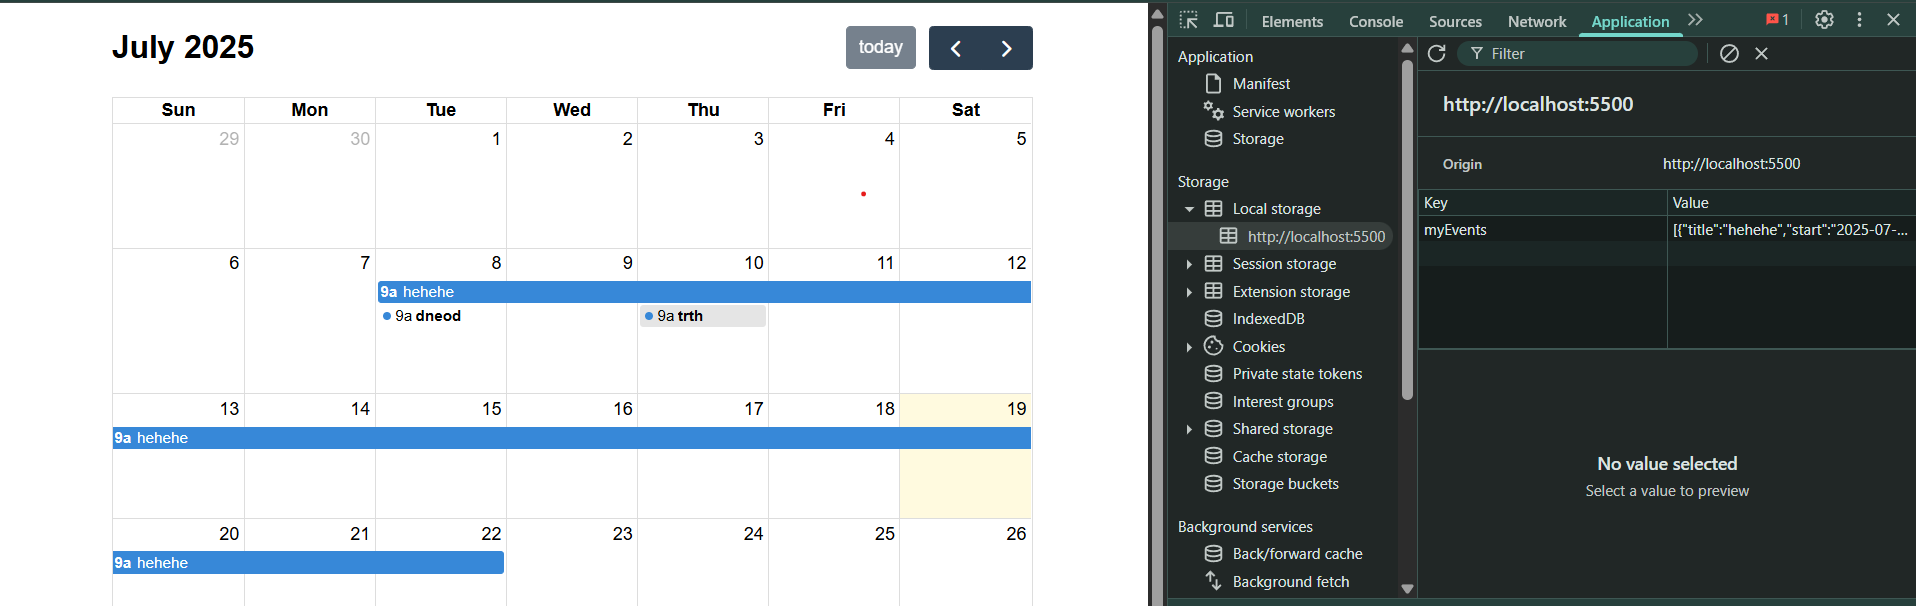 July 2025
today
Sun Mon Tue Wed Thu Fri Sat
29 30 1 2 3 4 5
6 7 8 9 10 11 12
9a hehehe
9a dneod 9a trth
13 14 15 16 17 18 19
9a hehehe
20 21 22 23 24 25 26
9a hehehe
Elements Console Sources Network Application 1
Application
Manifest
Service workers
Storage
Storage
Local storage
http://localhost:5500
Session storage
Extension storage
IndexedDB
Cookies
Private state tokens
Interest groups
Shared storage
Cache storage
Storage buckets
Background services
Back/forward cache
Background fetch
Filter
http://localhost:5500
Origin http://localhost:5500
Key Value
myEvents [{"title":"hehehe","start":"2025-07-...
No value selected
Select a value to preview